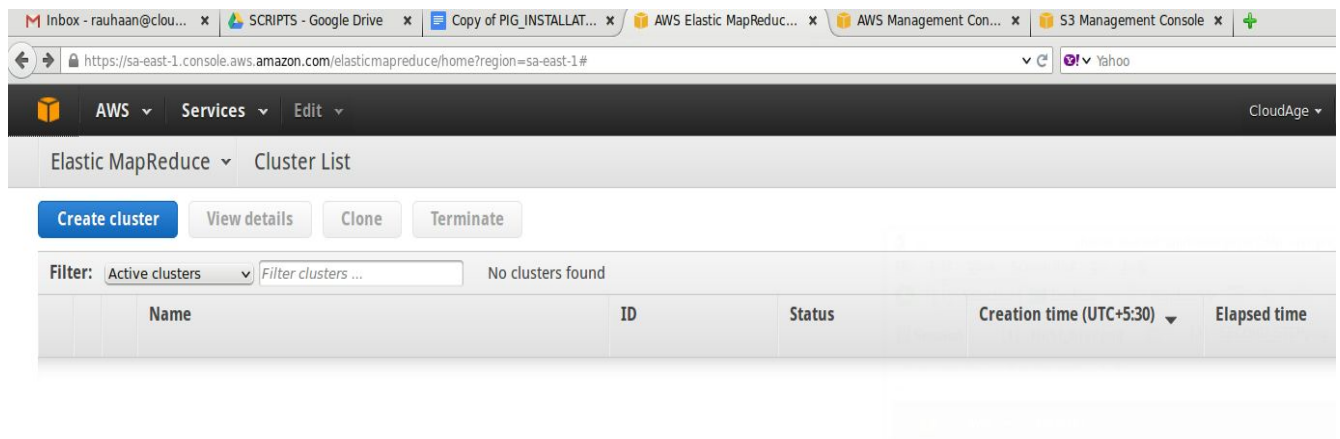 Inbox - rauhaan@clou... x SCRIPTS - Google Drive x Copy of PIG_INSTALLAT... x AWS Elastic MapReduc... x AWS Management Con... x S3 Management Console x
https://sa-east-1.console.aws.amazon.com/elasticmapreduce/home?region=sa-east-1# Yahoo
AWS Services Edit CloudAge
Elastic MapReduce Cluster List
Create cluster View details Clone Terminate
Filter: Active clusters Filter clusters ... No clusters found
Name ID Status Creation time (UTC+5:30) Elapsed time